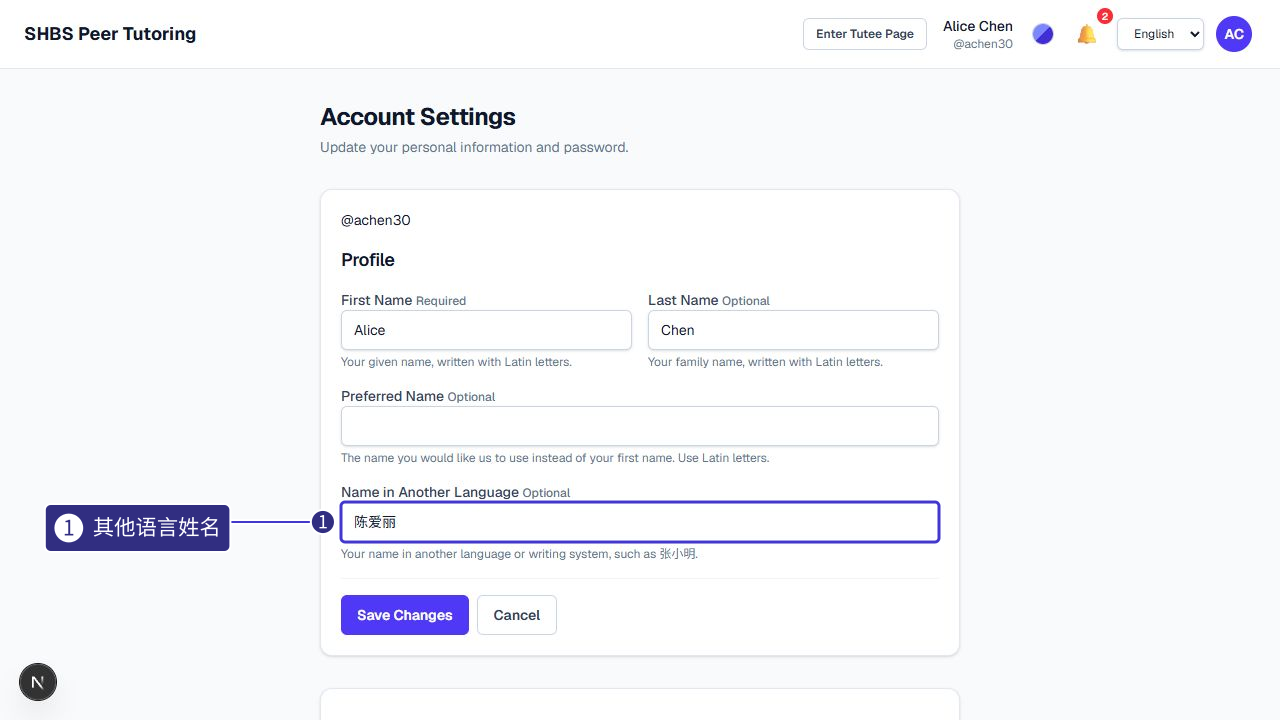 SHBS Peer Tutoring
Enter Tutee Page
Alice Chen
@achen30
2
English
AC
Account Settings
Update your personal information and password.
@achen30
Profile
First Name Required
Last Name Optional
Alice
Chen
Your given name, written with Latin letters.
Your family name, written with Latin letters.
Preferred Name Optional
The name you would like us to use instead of your first name. Use Latin letters.
Name in Another Language Optional
1 其他语言姓名
1
陈爱丽
Your name in another language or writing system, such as 张小明.
Save Changes
Cancel
N